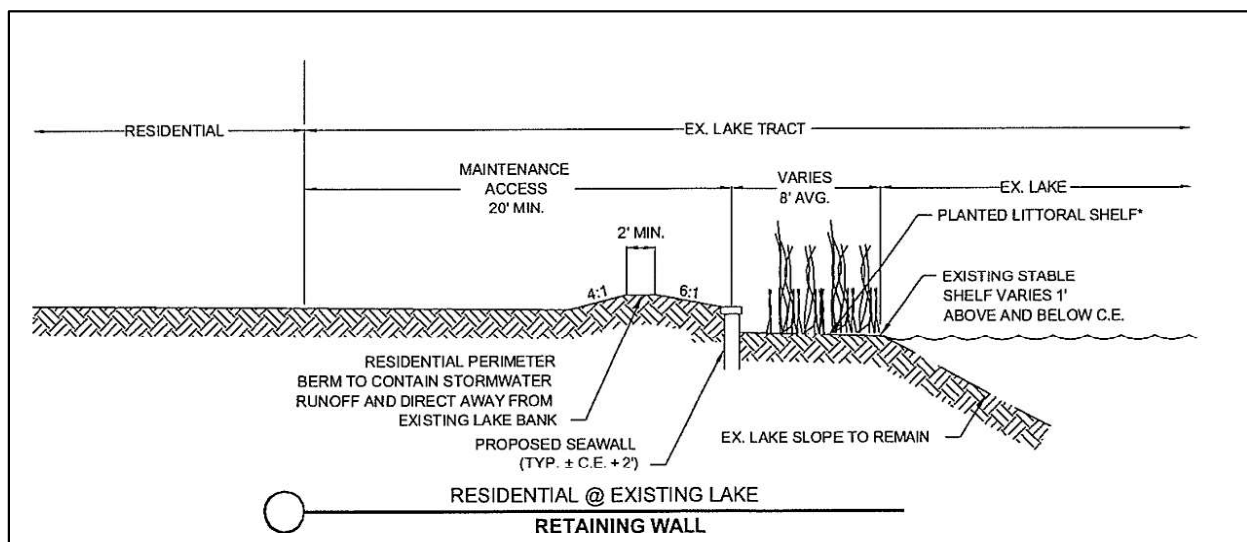 RESIDENTIAL
EX. LAKE TRACT
MAINTENANCE
ACCESS
20' MIN.
VARIES
8' AVG.
EX. LAKE
PLANTED LITTORAL SHELF*
2' MIN.
4:1
6:1
EXISTING STABLE
SHELF VARIES 1'
ABOVE AND BELOW C.E.
RESIDENTIAL PERIMETER
BERM TO CONTAIN STORMWATER
RUNOFF AND DIRECT AWAY FROM
EXISTING LAKE BANK
PROPOSED SEAWALL
(TYP. ± C.E. + 2')
EX. LAKE SLOPE TO REMAIN
RESIDENTIAL @ EXISTING LAKE
RETAINING WALL